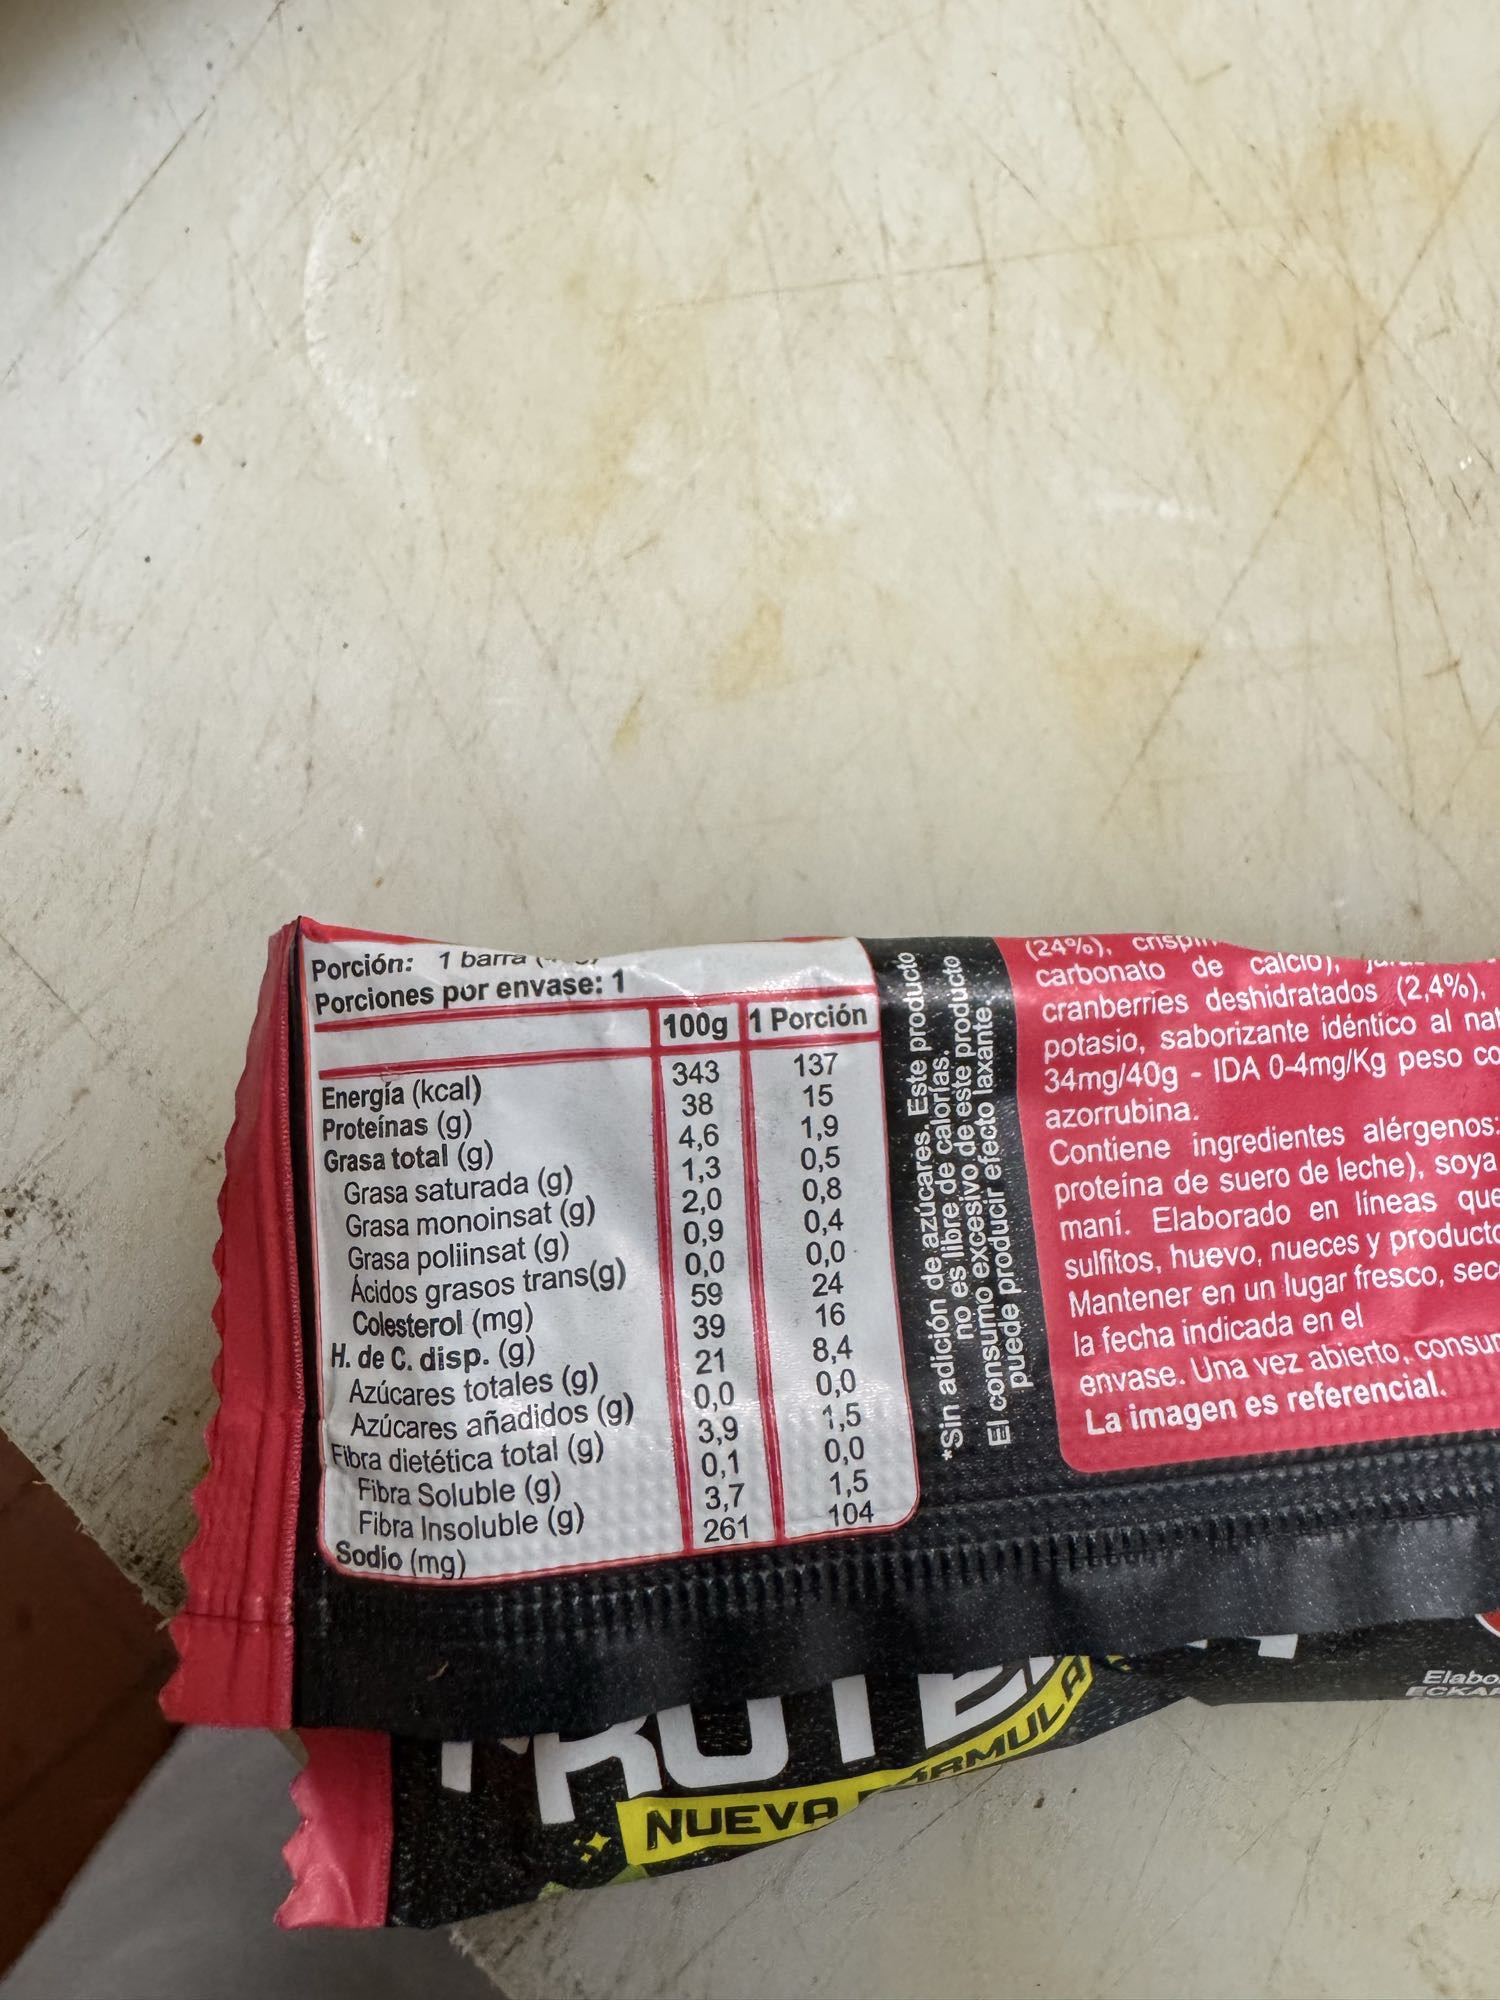 Porción: 1 barra
Porciones por envase: 1
100g 1 Porción
Energía (kcal) 343 137
Proteínas (g) 38 15
Grasa total (g) 4,6 1,9
Grasa saturada (g) 1,3 0,5
Grasa monoinsat (g) 2,0 0,8
Grasa poliinsat (g) 0,9 0,4
Ácidos grasos trans(g) 0,0 0,0
Colesterol (mg) 59 24
H. de C. disp. (g) 39 16
Azúcares totales (g) 21 8,4
Azúcares añadidos (g) 0,0 0,0
Fibra dietética total (g) 3,9 1,5
Fibra Soluble (g) 0,1 0,0
Fibra Insoluble (g) 3,7 1,5
Sodio (mg) 261 104
*Sin adición de azúcares. Este producto
no es libre de calorías.
El consumo excesivo de este producto
puede producir efecto laxante.
(24%),
carbonato de calcio),
cranberries deshidratados (2,4%),
potasio, saborizante idéntico al nat
34mg/40g - IDA 0-4mg/Kg peso co
azorrubina.
Contiene ingredientes alérgenos:
proteína de suero de leche), soya
maní. Elaborado en líneas que
sulfitos, huevo, nueces y producto
Mantener en un lugar fresco, sec
la fecha indicada en el
envase. Una vez abierto, consum
La imagen es referencial.
NUEVA FÓRMULA
Elabo